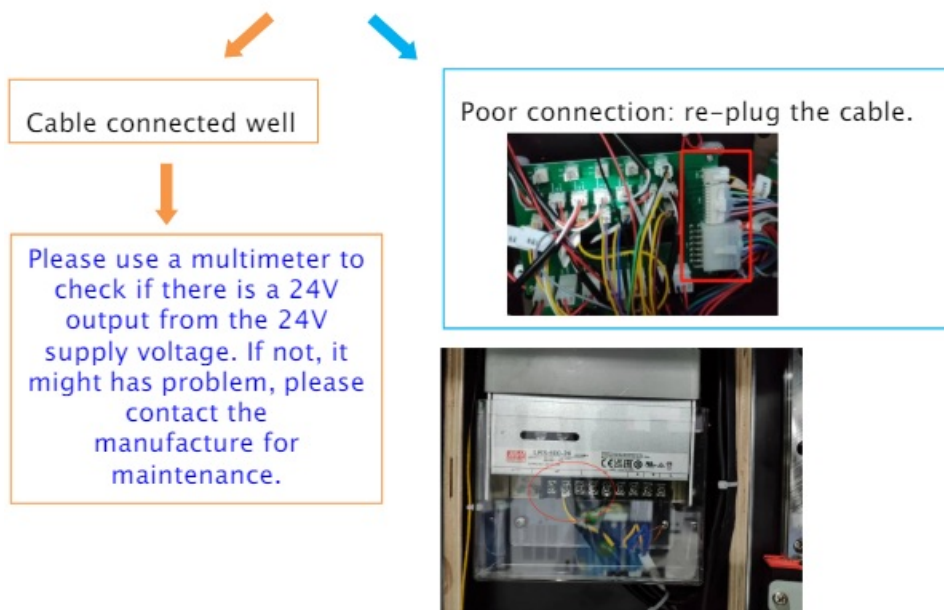 Cable connected well
Poor connection: re-plug the cable.
Please use a multimeter to
check if there is a 24V
output from the 24V
supply voltage. If not, it
might has problem, please
contact the
manufacture for
maintenance.